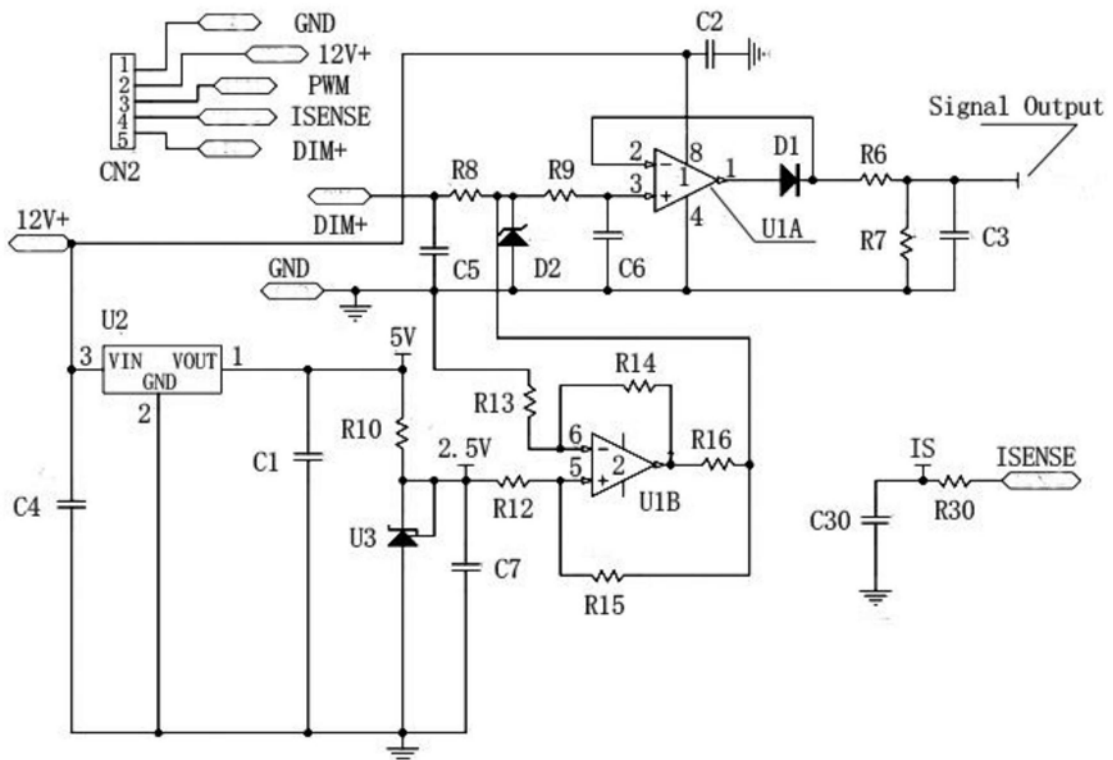 GND
1
12V+
2
PWM
3
ISENSE
4
DIM+
5
CN2
C2
Signal Output
2
8
1
1
D1
R6
R8
R9
3
4
DIM+
U1A
R7
C3
12V+
C5
D2
C6
GND
U2
3
VIN
VOUT
1
GND
2
5V
R14
R13
R10
6
2
7
R16
2.5V
5
C1
R12
U1B
IS
ISENSE
C4
U3
C30
R30
C7
R15